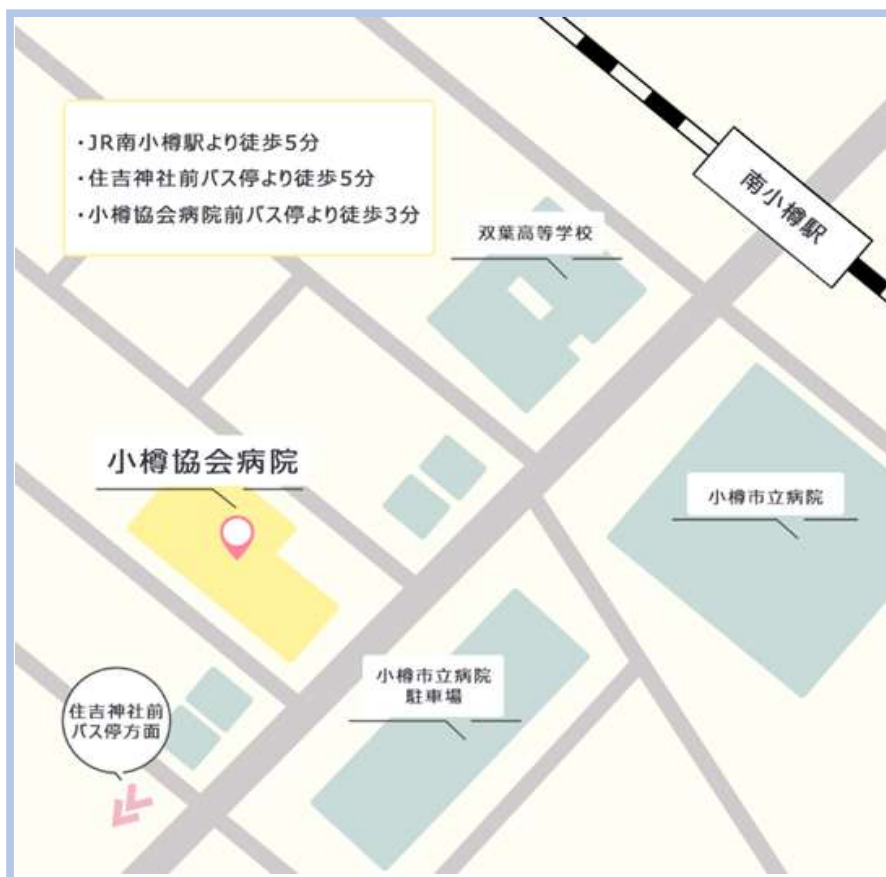 ・JR南小樽駅より徒歩5分
・住吉神社前バス停より徒歩5分
・小樽協会病院前バス停より徒歩3分
南小樽駅
双葉高等学校
小樽協会病院
小樽市立病院
小樽市立病院
駐車場
住吉神社前
バス停方面